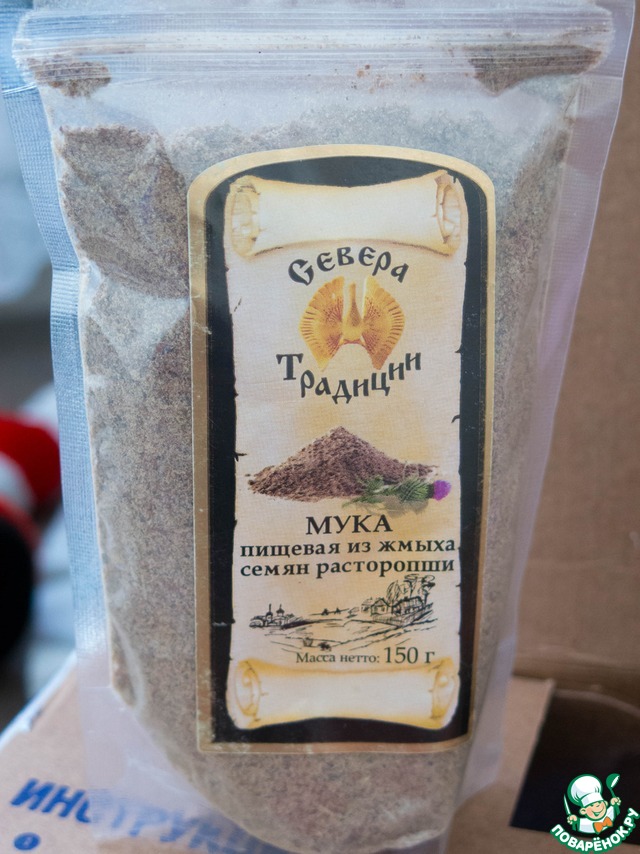 Севера
Традиции
МУКА
пищевая из жмыха
семян расторопши
Масса нетто: 150 г
ПОВАРЁНОК.РУ